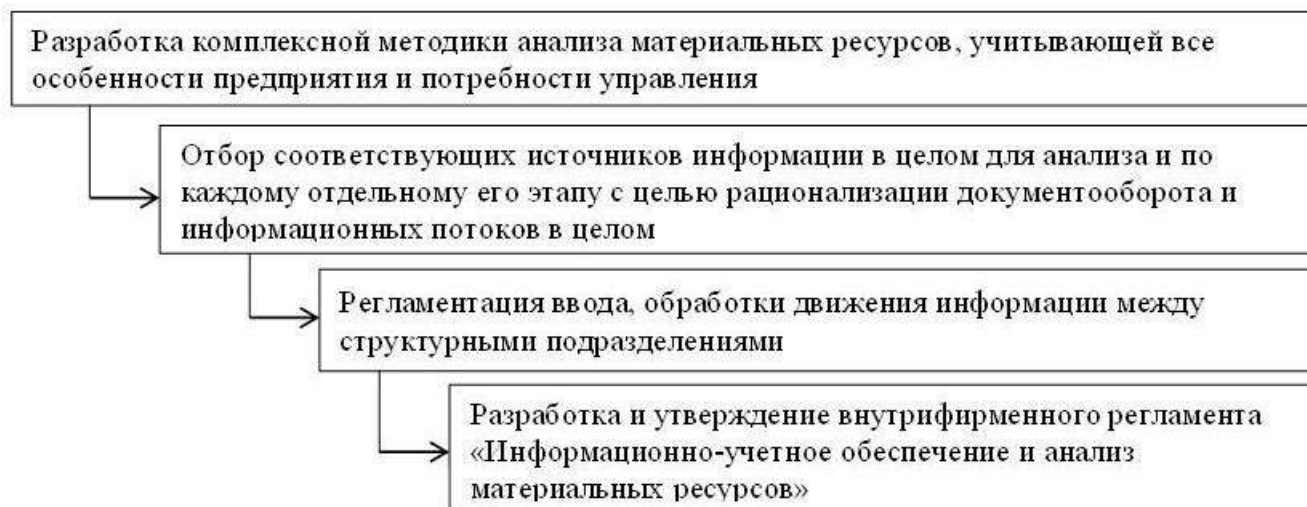 Разработка комплексной методики анализа материальных ресурсов, учитывающей все
особенности предприятия и потребности управления
Отбор соответствующих источников информации в целом для анализа и по
каждому отдельному его этапу с целью рационализации документооборота и
информационных потоков в целом
Регламентация ввода, обработки движения информации между
структурными подразделениями
Разработка и утверждение внутрифирменного регламента
«Информационно-учетное обеспечение и анализ
материальных ресурсов»